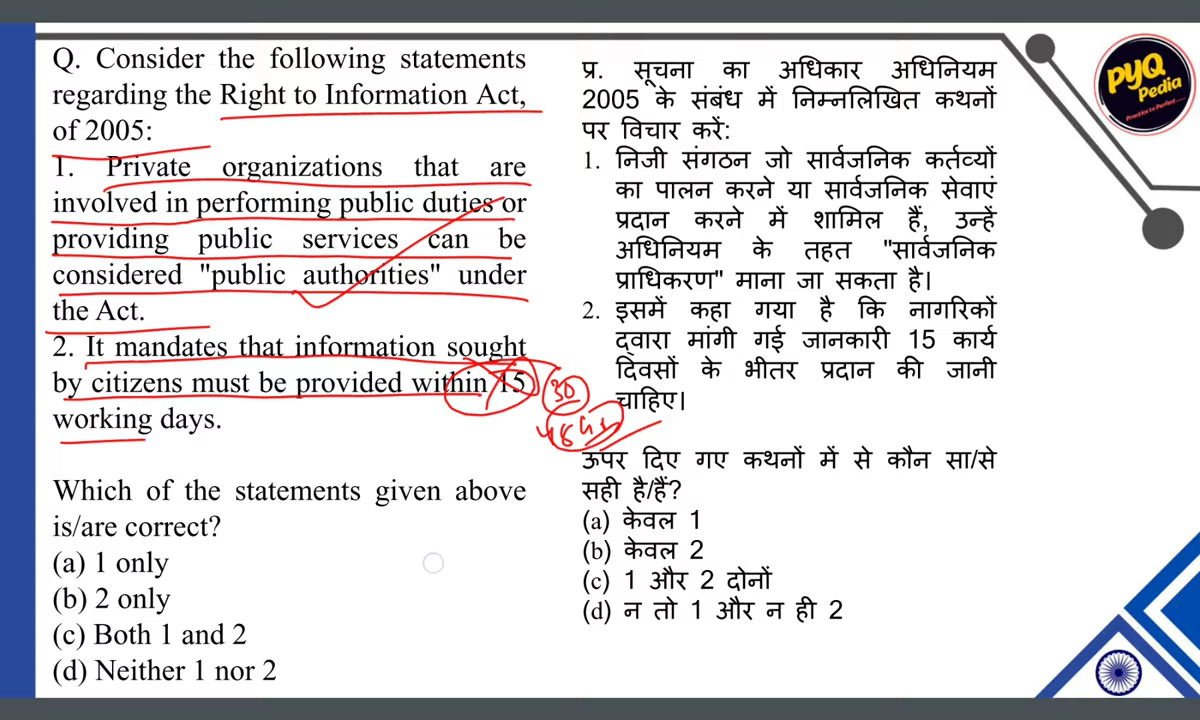 Q. Consider the following statements
regarding the Right to Information Act,
of 2005:
1. Private organizations that are
involved in performing public duties or
providing public services can be
considered "public authorities" under
the Act.
2. It mandates that information sought
by citizens must be provided within 15
working days.
30
48 hr
Which of the statements given above
is/are correct?
(a) 1 only
(b) 2 only
(c) Both 1 and 2
(d) Neither 1 nor 2
प्र. सूचना का अधिकार अधिनियम
2005 के संबंध में निम्नलिखित कथनों
पर विचार करें:
1. निजी संगठन जो सार्वजनिक कर्तव्यों
का पालन करने या सार्वजनिक सेवाएं
प्रदान करने में शामिल हैं, उन्हें
अधिनियम के तहत "सार्वजनिक
प्राधिकरण" माना जा सकता है।
2. इसमें कहा गया है कि नागरिकों
द्वारा मांगी गई जानकारी 15 कार्य
दिवसों के भीतर प्रदान की जानी
चाहिए।
ऊपर दिए गए कथनों में से कौन सा/से
सही है/हैं?
(a) केवल 1
(b) केवल 2
(c) 1 और 2 दोनों
(d) न तो 1 और न ही 2
PYQ
Pedia
Practice to Perfect